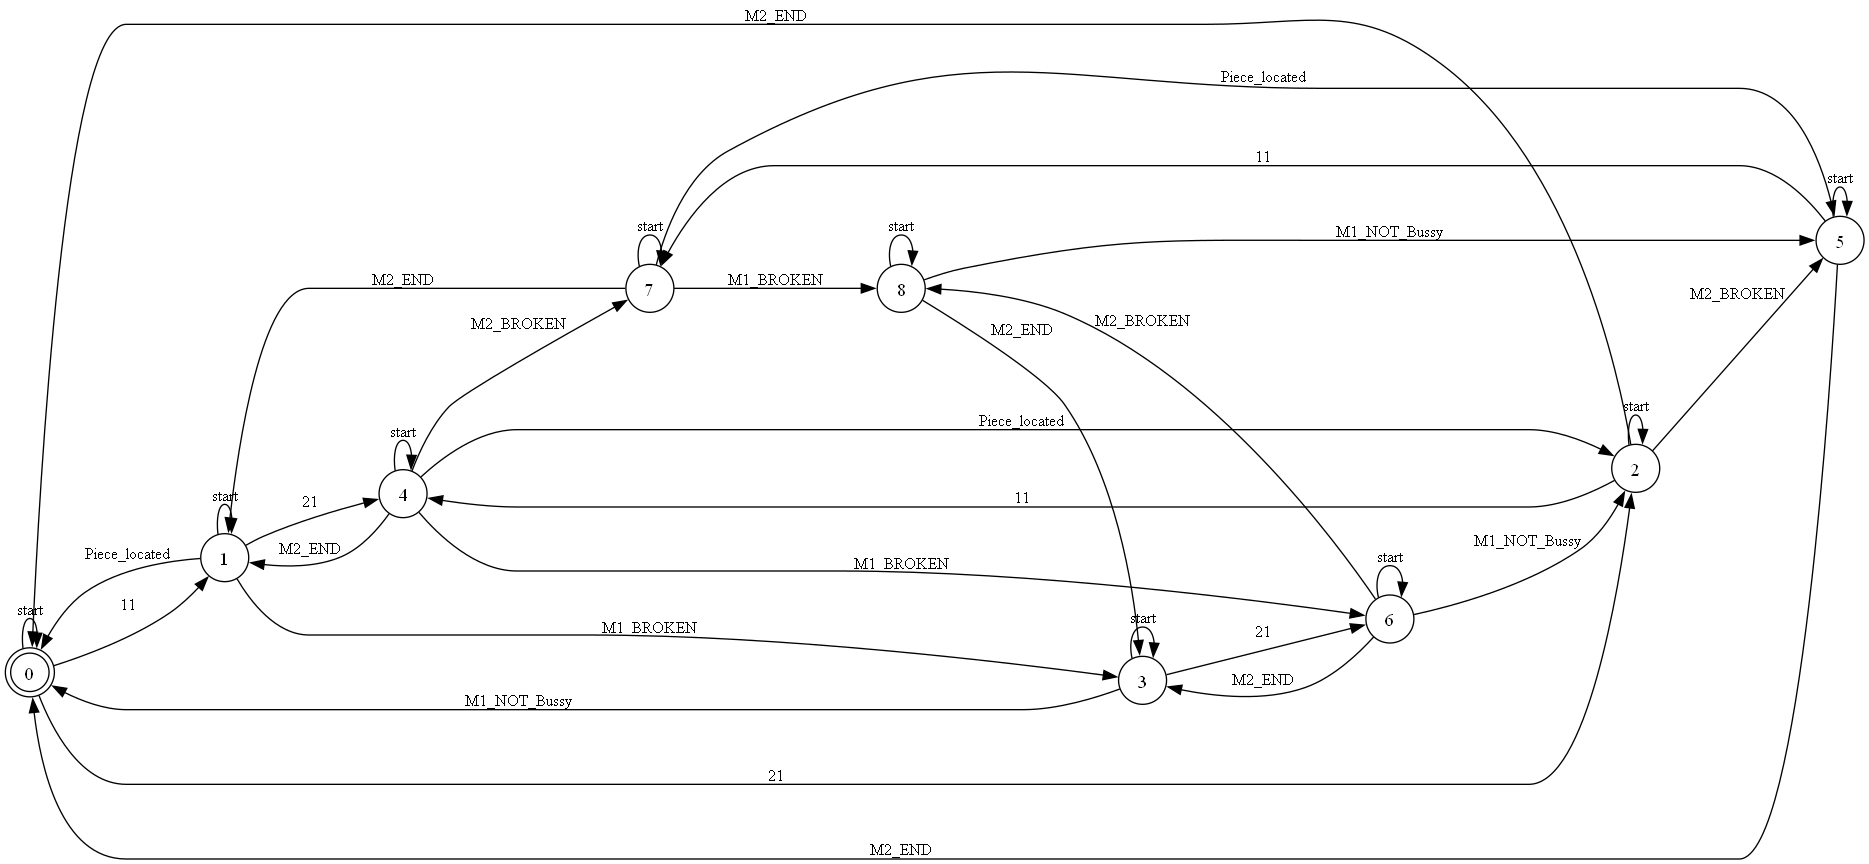 M2_END
Piece_located
11
start
5
start
start
M1_NOT_Bussy
M2_END
7
M1_BROKEN
8
M2_BROKEN
M2_BROKEN
M2_BROKEN
M2_END
start
Piece_located
start
2
4
start
21
11
Piece_located
1
M2_END
M1_NOT_Bussy
M1_BROKEN
start
start
11
start
6
M1_BROKEN
21
0
3
M2_END
M1_NOT_Bussy
21
M2_END